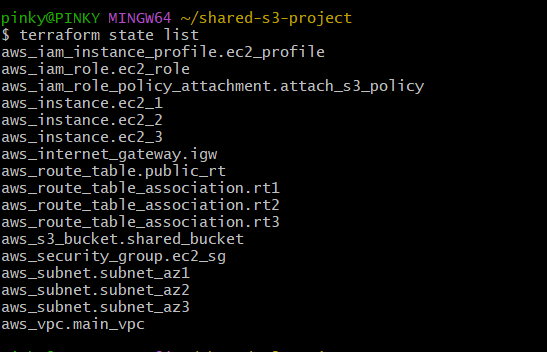 pinky@PINKY MINGW64 ~/shared-s3-project
$ terraform state list
aws_iam_instance_profile.ec2_profile
aws_iam_role.ec2_role
aws_iam_role_policy_attachment.attach_s3_policy
aws_instance.ec2_1
aws_instance.ec2_2
aws_instance.ec2_3
aws_internet_gateway.igw
aws_route_table.public_rt
aws_route_table_association.rt1
aws_route_table_association.rt2
aws_route_table_association.rt3
aws_s3_bucket.shared_bucket
aws_security_group.ec2_sg
aws_subnet.subnet_az1
aws_subnet.subnet_az2
aws_subnet.subnet_az3
aws_vpc.main_vpc